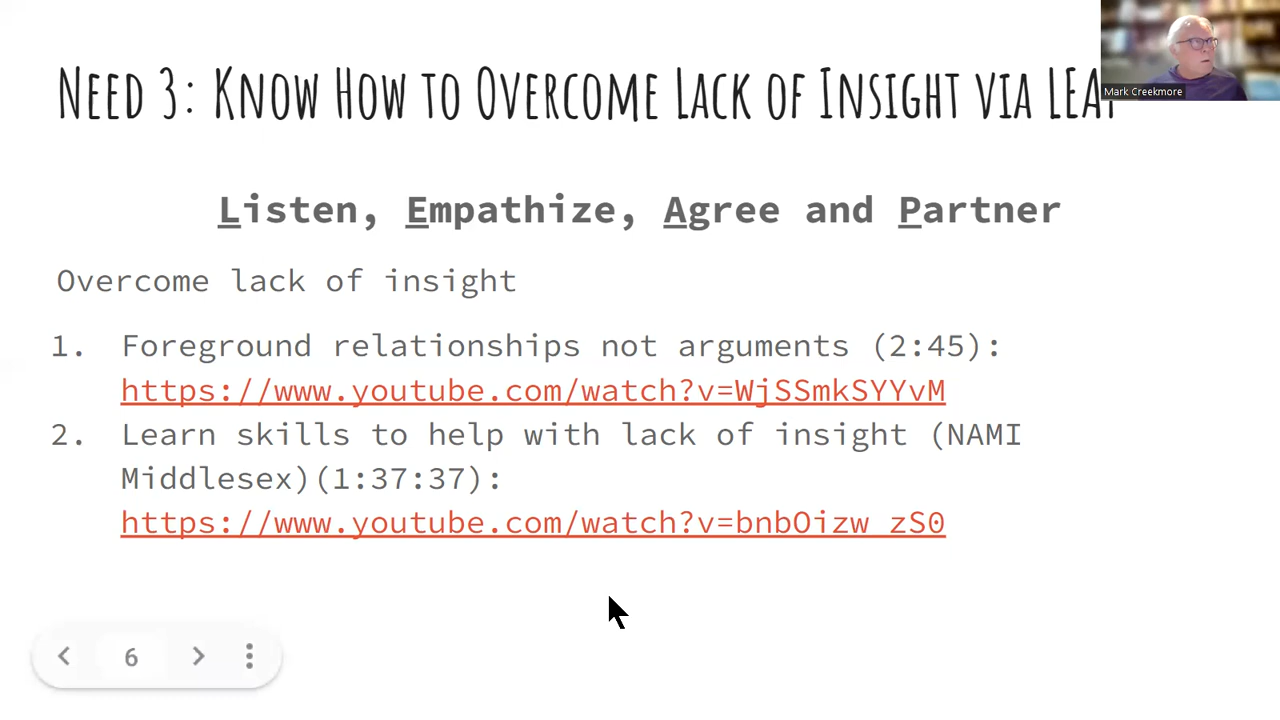 Need 3: Know How to Overcome Lack of Insight via LEAP
Mark Creekmore
Listen, Empathize, Agree and Partner
Overcome lack of insight
1. Foreground relationships not arguments (2:45):
https://www.youtube.com/watch?v=WjSSmkSYYvM
2. Learn skills to help with lack of insight (NAMI
Middlesex)(1:37:37):
https://www.youtube.com/watch?v=bnbOizw_zS0
6